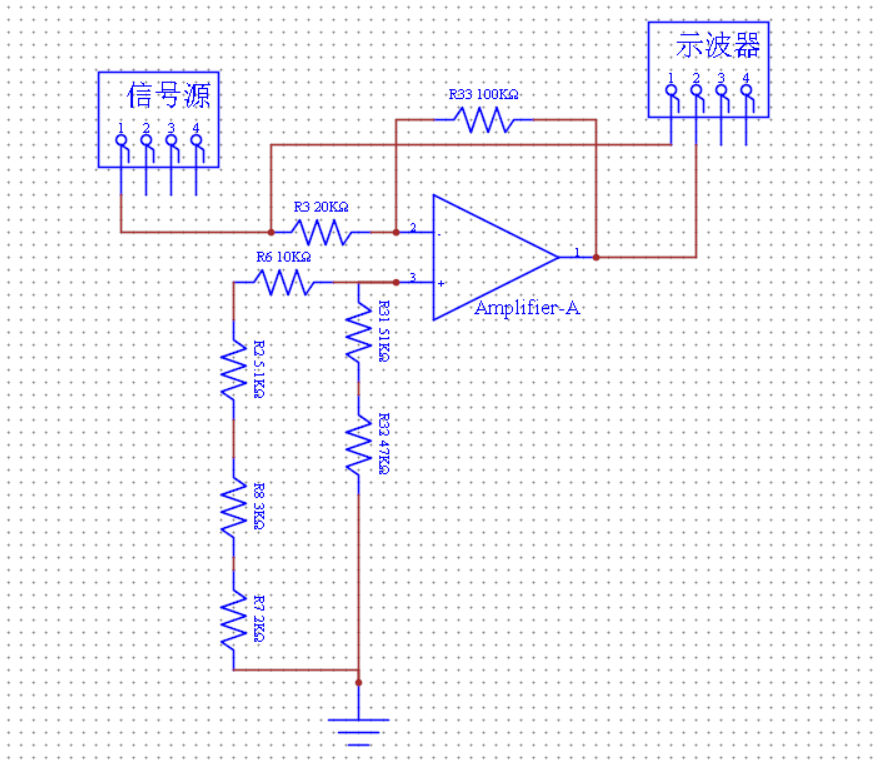 示波器
1 2 3 4
信号源
1 2 3 4
R33 100KΩ
R3 20KΩ
2
-
R6 10KΩ
1
3
+
Amplifier-A
R31 51KΩ
R2 5.1KΩ
R32 47KΩ
R8 3KΩ
R7 2KΩ